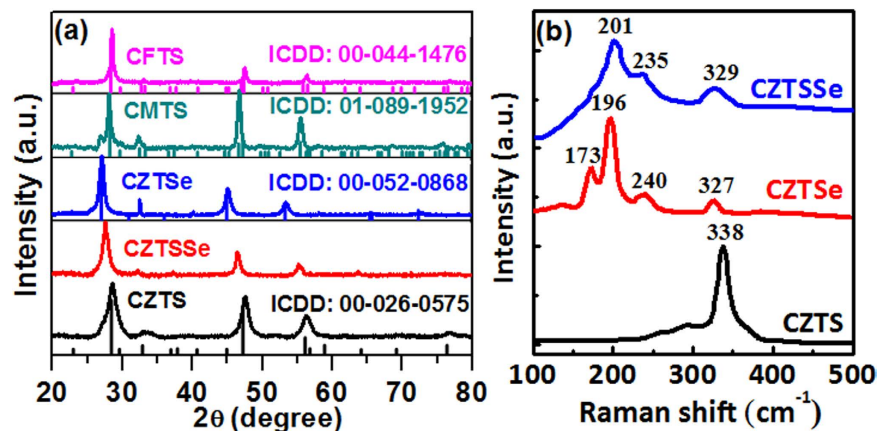 (a)
CFTS ICDD: 00-044-1476
CMTS ICDD: 01-089-1952
CZTSe ICDD: 00-052-0868
CZTSSe
CZTS ICDD: 00-026-0575
Intensity (a.u.)
20 30 40 50 60 70 80
2θ (degree)
(b)
201
235
329
CZTSSe
196
173
240
327
CZTSe
338
CZTS
Intensity (a.u.)
100 200 300 400 500
Raman shift (cm-1)